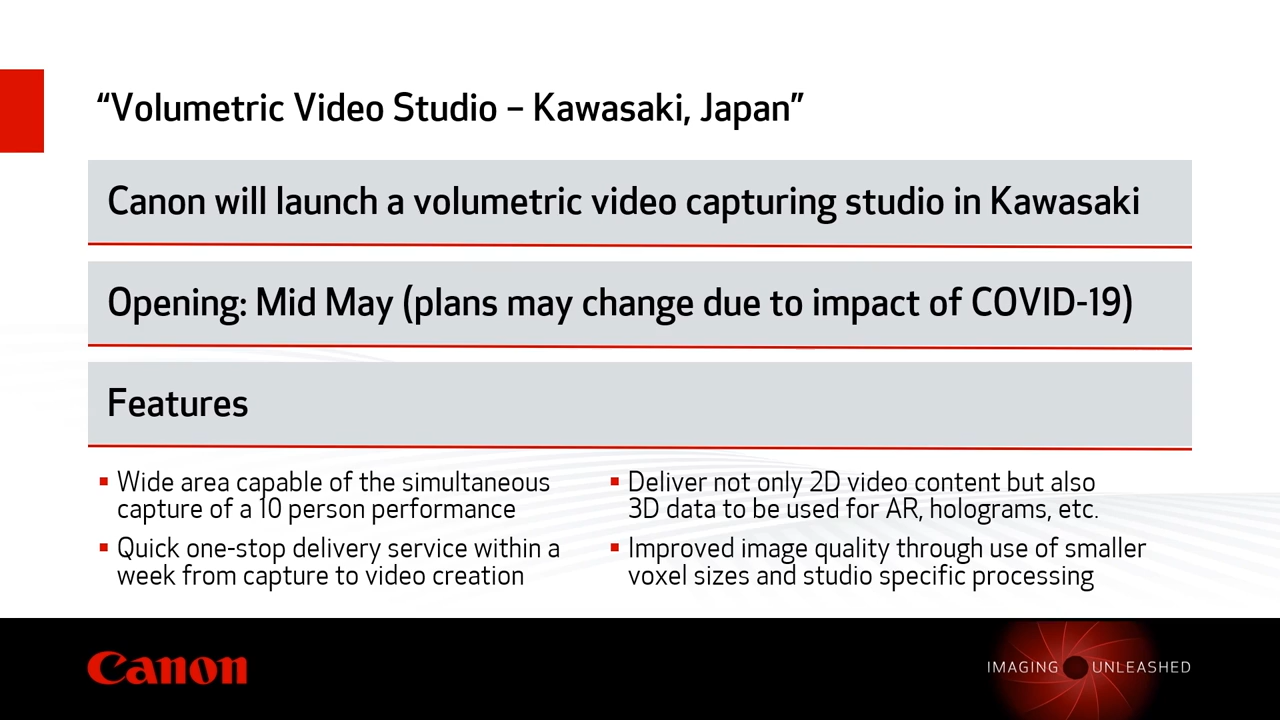 “Volumetric Video Studio – Kawasaki, Japan”
Canon will launch a volumetric video capturing studio in Kawasaki
Opening: Mid May (plans may change due to impact of COVID-19)
Features
▪ Wide area capable of the simultaneous
capture of a 10 person performance
▪ Quick one-stop delivery service within a
week from capture to video creation
▪ Deliver not only 2D video content but also
3D data to be used for AR, holograms, etc.
▪ Improved image quality through use of smaller
voxel sizes and studio specific processing
Canon
IMAGING UNLEASHED